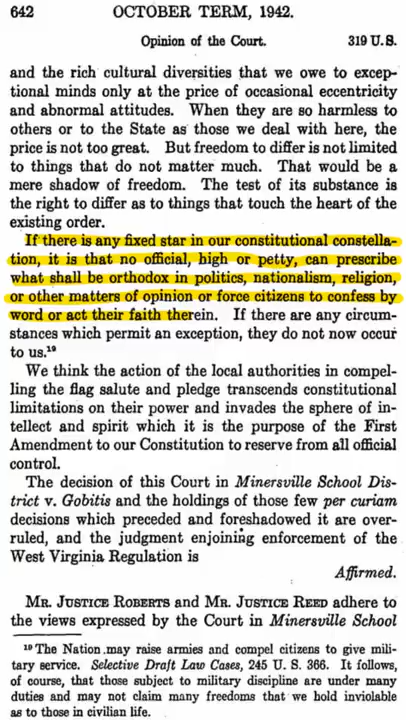 642 OCTOBER TERM, 1942.
Opinion of the Court. 319 U.S.
and the rich cultural diversities that we owe to excep-
tional minds only at the price of occasional eccentricity
and abnormal attitudes. When they are so harmless to
others or to the State as those we deal with here, the
price is not too great. But freedom to differ is not limited
to things that do not matter much. That would be a
mere shadow of freedom. The test of its substance is
the right to differ as to things that touch the heart of the
existing order.
If there is any fixed star in our constitutional constella-
tion, it is that no official, high or petty, can prescribe
what shall be orthodox in politics, nationalism, religion,
or other matters of opinion or force citizens to confess by
word or act their faith therein. If there are any circum-
stances which permit an exception, they do not now occur
to us.¹⁹
We think the action of the local authorities in compel-
ling the flag salute and pledge transcends constitutional
limitations on their power and invades the sphere of in-
tellect and spirit which it is the purpose of the First
Amendment to our Constitution to reserve from all official
control.
The decision of this Court in Minersville School Dis-
trict v. Gobitis and the holdings of those few per curiam
decisions which preceded and foreshadowed it are over-
ruled, and the judgment enjoining enforcement of the
West Virginia Regulation is
Affirmed.
MR. JUSTICE ROBERTS and MR. JUSTICE REED adhere to
the views expressed by the Court in Minersville School
¹⁹ The Nation may raise armies and compel citizens to give mili-
tary service. Selective Draft Law Cases, 245 U. S. 366. It follows,
of course, that those subject to military discipline are under many
duties and may not claim many freedoms that we hold inviolable
as to those in civilian life.